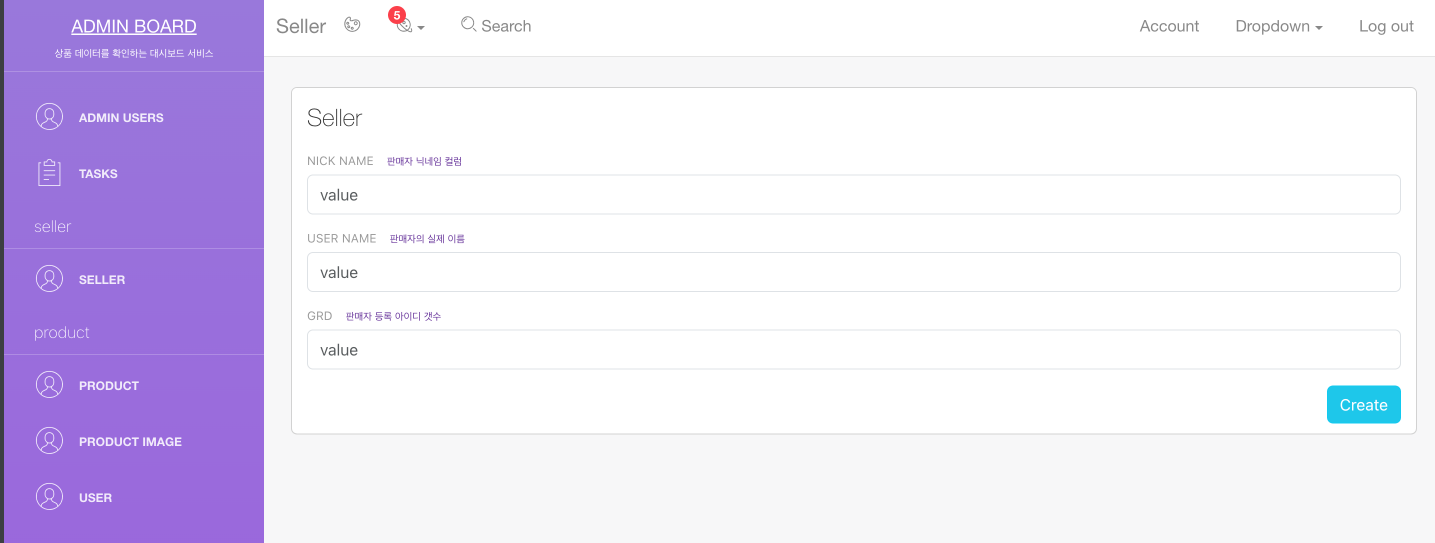 ADMIN BOARD
상품 데이터를 확인하는 대시보드 서비스
ADMIN USERS
TASKS
seller
SELLER
product
PRODUCT
PRODUCT IMAGE
USER
Seller 5 Search Account Dropdown Log out
Seller
NICK NAME 판매자 닉네임 컬럼
value
USER NAME 판매자의 실제 이름
value
GRD 판매자 등록 아이디 갯수
value
Create